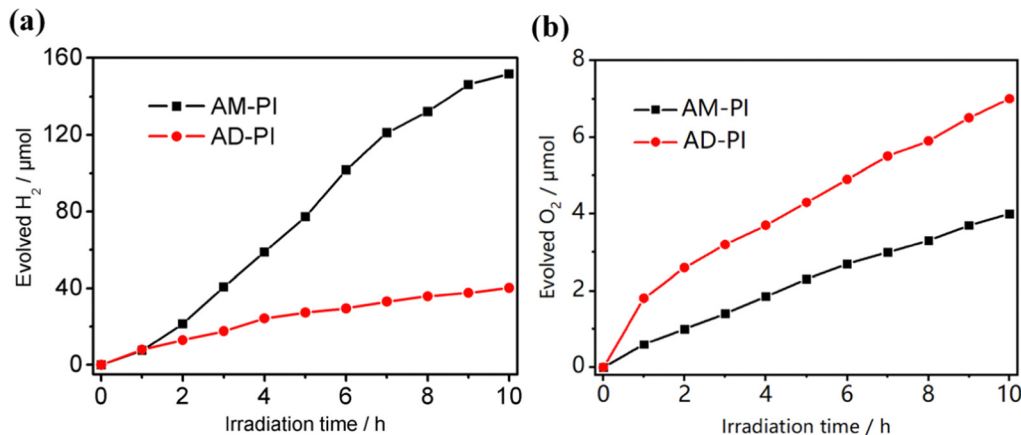 (a)
160
120
80
40
0
Evolved H₂ / μmol
AM-PI
AD-PI
0 2 4 6 8 10
Irradiation time / h
(b)
8
6
4
2
0
Evolved O₂ / μmol
AM-PI
AD-PI
0 2 4 6 8 10
Irradiation time / h